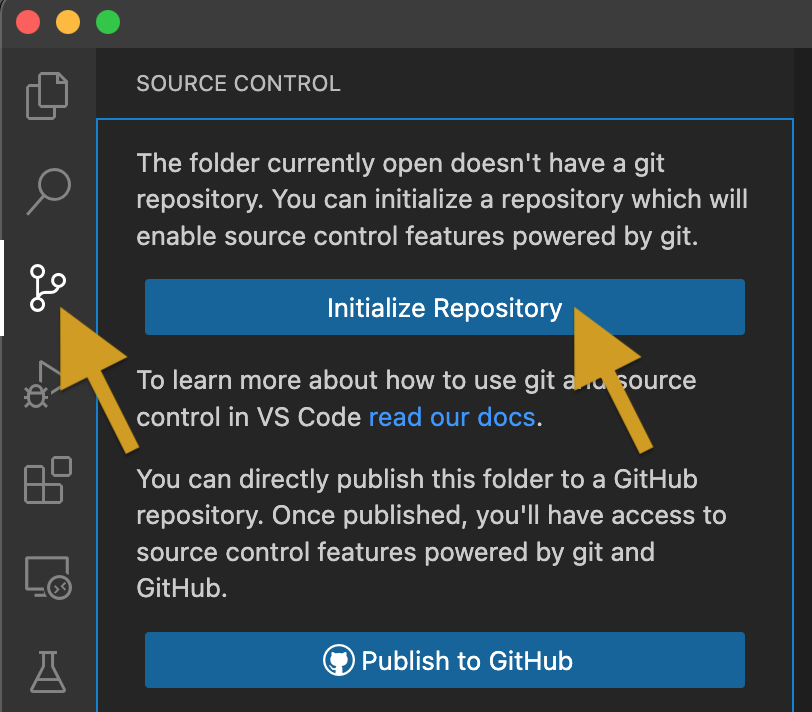 SOURCE CONTROL
The folder currently open doesn't have a git
repository. You can initialize a repository which will
enable source control features powered by git.
Initialize Repository
To learn more about how to use git and source
control in VS Code read our docs.
You can directly publish this folder to a GitHub
repository. Once published, you'll have access to
source control features powered by git and
GitHub.
Publish to GitHub